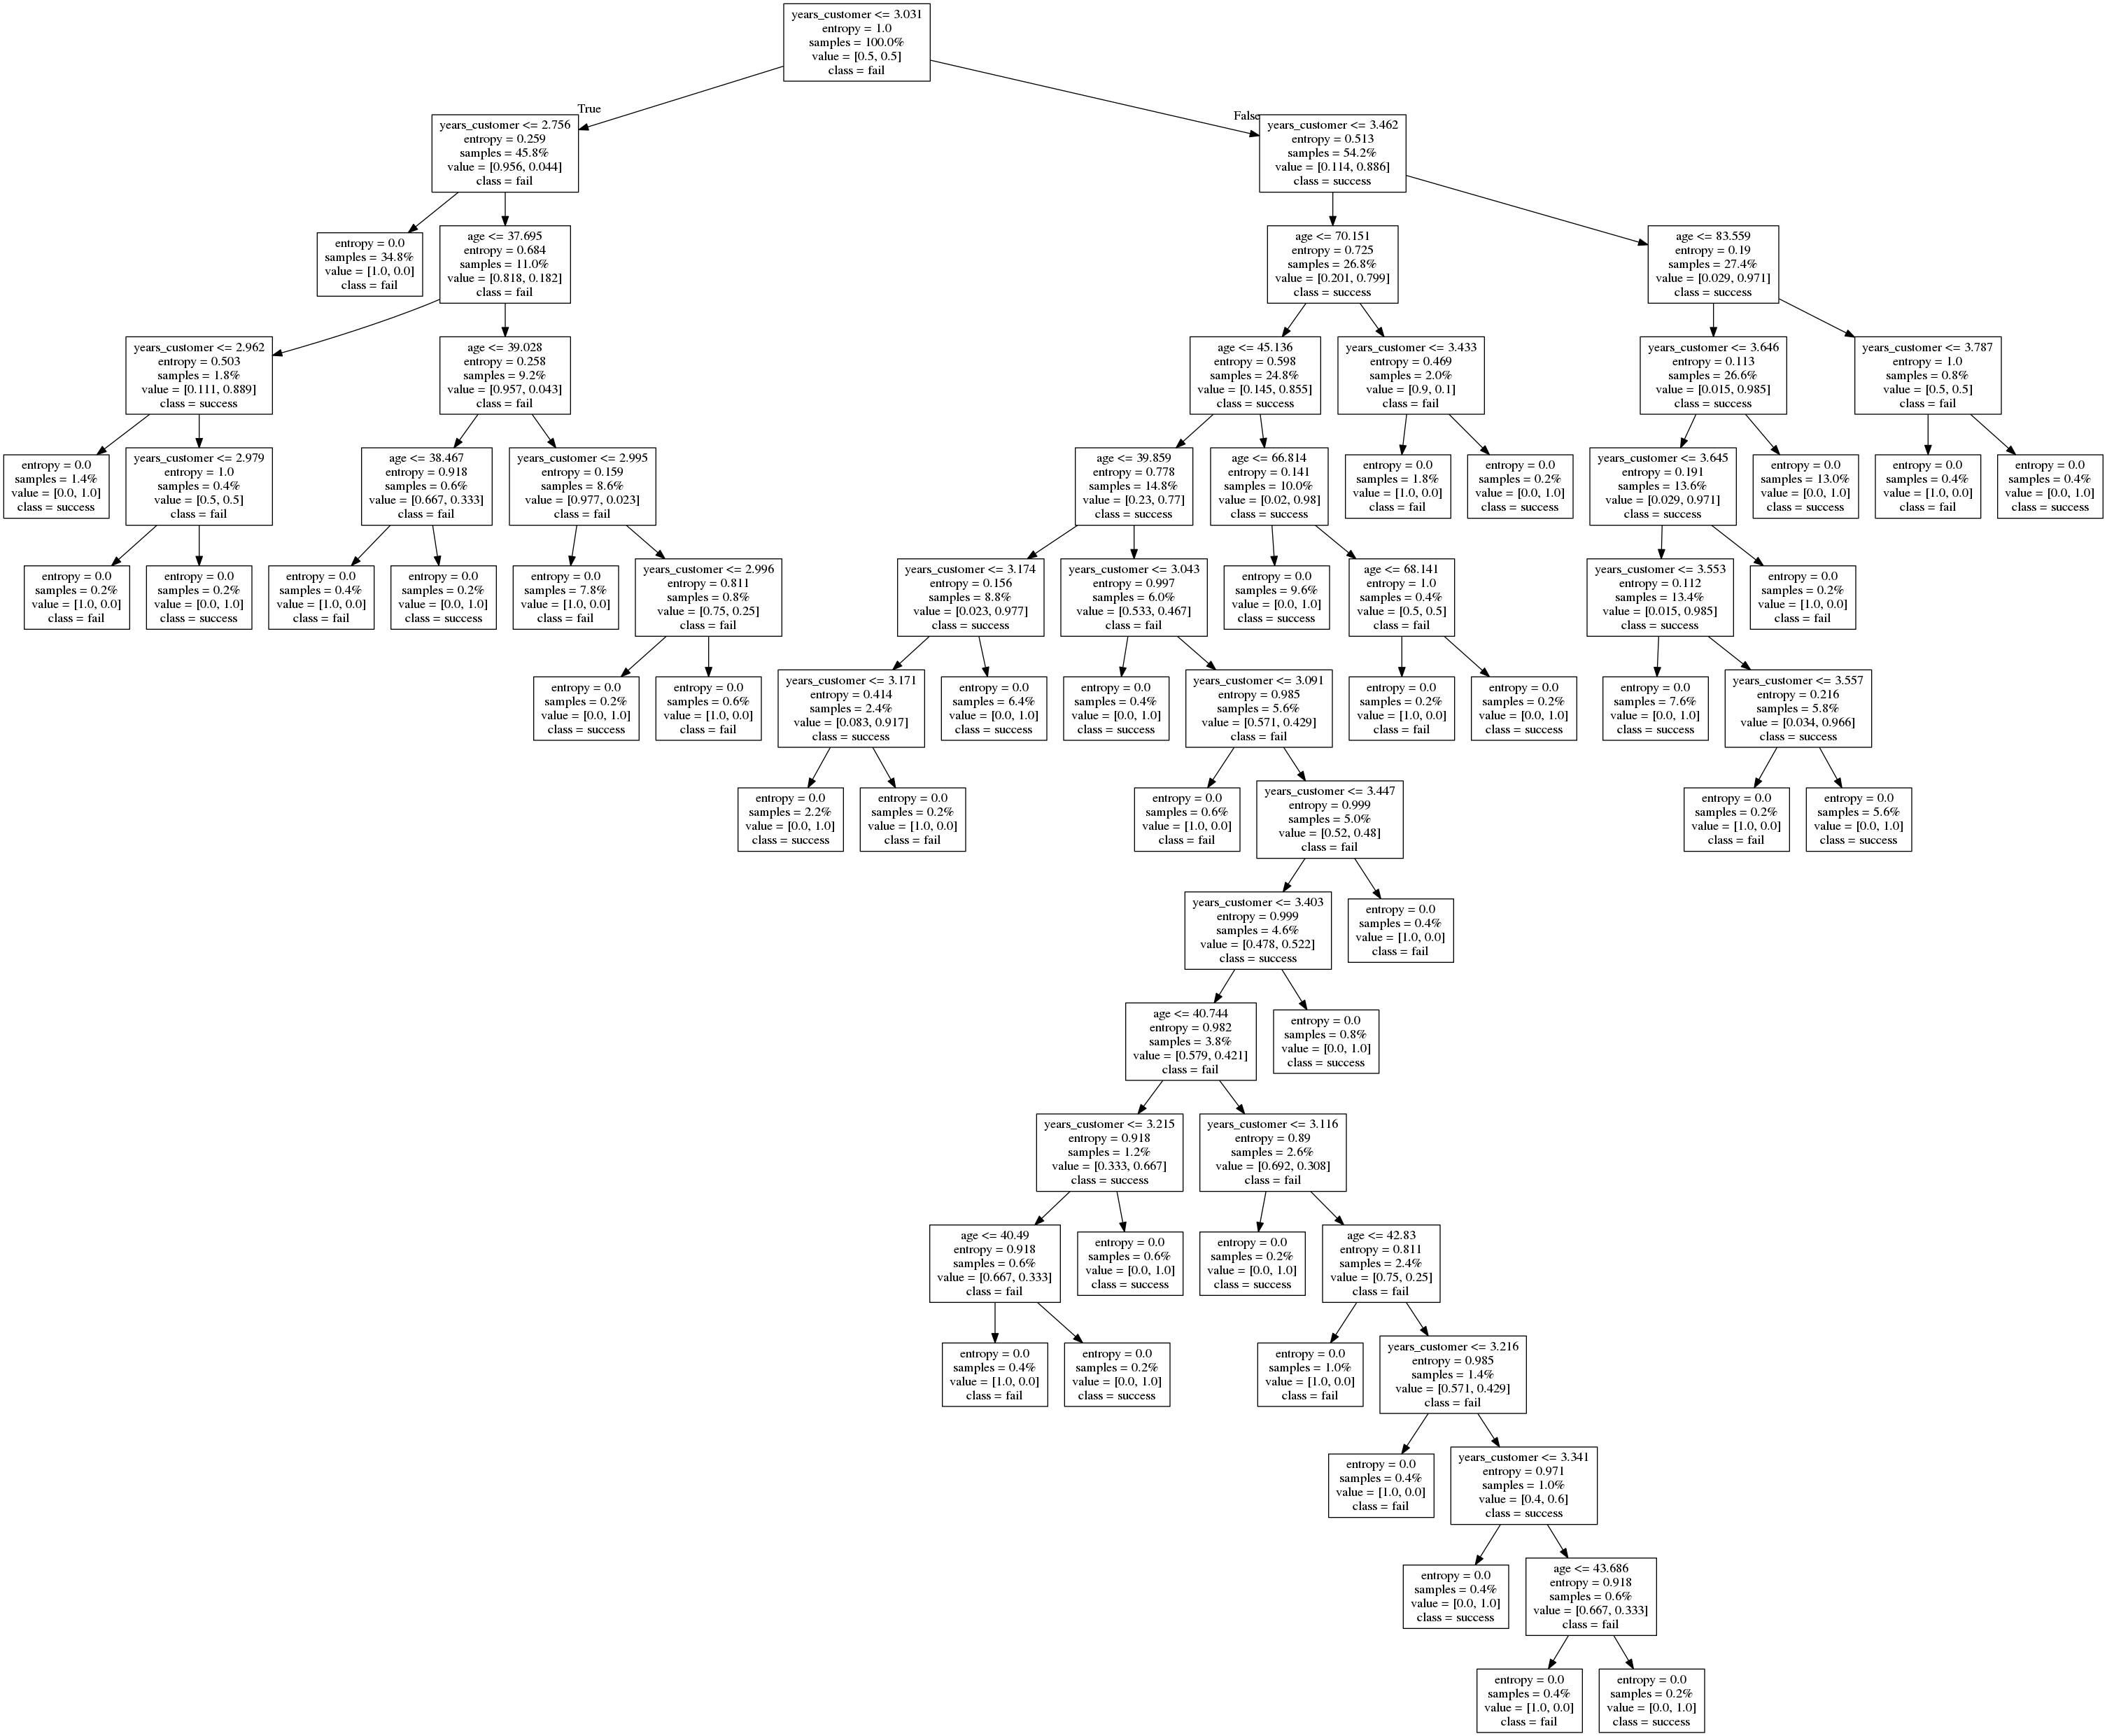 years_customer <= 3.031
entropy = 1.0
samples = 100.0%
value = [0.5, 0.5]
class = fail
True
False
years_customer <= 2.756
entropy = 0.259
samples = 45.8%
value = [0.956, 0.044]
class = fail
years_customer <= 3.462
entropy = 0.513
samples = 54.2%
value = [0.114, 0.886]
class = success
entropy = 0.0
samples = 34.8%
value = [1.0, 0.0]
class = fail
age <= 37.695
entropy = 0.684
samples = 11.0%
value = [0.818, 0.182]
class = fail
age <= 70.151
entropy = 0.725
samples = 26.8%
value = [0.201, 0.799]
class = success
age <= 83.559
entropy = 0.19
samples = 27.4%
value = [0.029, 0.971]
class = success
years_customer <= 2.962
entropy = 0.503
samples = 1.8%
value = [0.111, 0.889]
class = success
age <= 39.028
entropy = 0.258
samples = 9.2%
value = [0.957, 0.043]
class = fail
age <= 45.136
entropy = 0.598
samples = 24.8%
value = [0.145, 0.855]
class = success
years_customer <= 3.433
entropy = 0.469
samples = 2.0%
value = [0.9, 0.1]
class = fail
years_customer <= 3.646
entropy = 0.113
samples = 26.6%
value = [0.015, 0.985]
class = success
years_customer <= 3.787
entropy = 1.0
samples = 0.8%
value = [0.5, 0.5]
class = fail
entropy = 0.0
samples = 1.4%
value = [0.0, 1.0]
class = success
years_customer <= 2.979
entropy = 1.0
samples = 0.4%
value = [0.5, 0.5]
class = fail
age <= 38.467
entropy = 0.918
samples = 0.6%
value = [0.667, 0.333]
class = fail
years_customer <= 2.995
entropy = 0.159
samples = 8.6%
value = [0.977, 0.023]
class = fail
age <= 39.859
entropy = 0.778
samples = 14.8%
value = [0.23, 0.77]
class = success
age <= 66.814
entropy = 0.141
samples = 10.0%
value = [0.02, 0.98]
class = success
entropy = 0.0
samples = 1.8%
value = [1.0, 0.0]
class = fail
entropy = 0.0
samples = 0.2%
value = [0.0, 1.0]
class = success
years_customer <= 3.645
entropy = 0.191
samples = 13.6%
value = [0.029, 0.971]
class = success
entropy = 0.0
samples = 13.0%
value = [0.0, 1.0]
class = success
entropy = 0.0
samples = 0.4%
value = [1.0, 0.0]
class = fail
entropy = 0.0
samples = 0.4%
value = [0.0, 1.0]
class = success
entropy = 0.0
samples = 0.2%
value = [1.0, 0.0]
class = fail
entropy = 0.0
samples = 0.2%
value = [0.0, 1.0]
class = success
entropy = 0.0
samples = 0.4%
value = [1.0, 0.0]
class = fail
entropy = 0.0
samples = 0.2%
value = [0.0, 1.0]
class = success
entropy = 0.0
samples = 7.8%
value = [1.0, 0.0]
class = fail
years_customer <= 2.996
entropy = 0.811
samples = 0.8%
value = [0.75, 0.25]
class = fail
years_customer <= 3.174
entropy = 0.156
samples = 8.8%
value = [0.023, 0.977]
class = success
years_customer <= 3.043
entropy = 0.997
samples = 6.0%
value = [0.533, 0.467]
class = fail
entropy = 0.0
samples = 9.6%
value = [0.0, 1.0]
class = success
age <= 68.141
entropy = 1.0
samples = 0.4%
value = [0.5, 0.5]
class = fail
years_customer <= 3.553
entropy = 0.112
samples = 13.4%
value = [0.015, 0.985]
class = success
entropy = 0.0
samples = 0.2%
value = [1.0, 0.0]
class = fail
entropy = 0.0
samples = 0.2%
value = [0.0, 1.0]
class = success
entropy = 0.0
samples = 0.6%
value = [1.0, 0.0]
class = fail
years_customer <= 3.171
entropy = 0.414
samples = 2.4%
value = [0.083, 0.917]
class = success
entropy = 0.0
samples = 6.4%
value = [0.0, 1.0]
class = success
entropy = 0.0
samples = 0.4%
value = [0.0, 1.0]
class = success
years_customer <= 3.091
entropy = 0.985
samples = 5.6%
value = [0.571, 0.429]
class = fail
entropy = 0.0
samples = 0.2%
value = [1.0, 0.0]
class = fail
entropy = 0.0
samples = 0.2%
value = [0.0, 1.0]
class = success
entropy = 0.0
samples = 7.6%
value = [0.0, 1.0]
class = success
years_customer <= 3.557
entropy = 0.216
samples = 5.8%
value = [0.034, 0.966]
class = success
entropy = 0.0
samples = 2.2%
value = [0.0, 1.0]
class = success
entropy = 0.0
samples = 0.2%
value = [1.0, 0.0]
class = fail
entropy = 0.0
samples = 0.6%
value = [1.0, 0.0]
class = fail
years_customer <= 3.447
entropy = 0.999
samples = 5.0%
value = [0.52, 0.48]
class = fail
entropy = 0.0
samples = 0.2%
value = [1.0, 0.0]
class = fail
entropy = 0.0
samples = 5.6%
value = [0.0, 1.0]
class = success
years_customer <= 3.403
entropy = 0.999
samples = 4.6%
value = [0.478, 0.522]
class = success
entropy = 0.0
samples = 0.4%
value = [1.0, 0.0]
class = fail
age <= 40.744
entropy = 0.982
samples = 3.8%
value = [0.579, 0.421]
class = fail
entropy = 0.0
samples = 0.8%
value = [0.0, 1.0]
class = success
years_customer <= 3.215
entropy = 0.918
samples = 1.2%
value = [0.333, 0.667]
class = success
years_customer <= 3.116
entropy = 0.89
samples = 2.6%
value = [0.692, 0.308]
class = fail
age <= 40.49
entropy = 0.918
samples = 0.6%
value = [0.667, 0.333]
class = fail
entropy = 0.0
samples = 0.6%
value = [0.0, 1.0]
class = success
entropy = 0.0
samples = 0.2%
value = [0.0, 1.0]
class = success
age <= 42.83
entropy = 0.811
samples = 2.4%
value = [0.75, 0.25]
class = fail
entropy = 0.0
samples = 0.4%
value = [1.0, 0.0]
class = fail
entropy = 0.0
samples = 0.2%
value = [0.0, 1.0]
class = success
entropy = 0.0
samples = 1.0%
value = [1.0, 0.0]
class = fail
years_customer <= 3.216
entropy = 0.985
samples = 1.4%
value = [0.571, 0.429]
class = fail
entropy = 0.0
samples = 0.4%
value = [1.0, 0.0]
class = fail
years_customer <= 3.341
entropy = 0.971
samples = 1.0%
value = [0.4, 0.6]
class = success
entropy = 0.0
samples = 0.4%
value = [0.0, 1.0]
class = success
age <= 43.686
entropy = 0.918
samples = 0.6%
value = [0.667, 0.333]
class = fail
entropy = 0.0
samples = 0.4%
value = [1.0, 0.0]
class = fail
entropy = 0.0
samples = 0.2%
value = [0.0, 1.0]
class = success